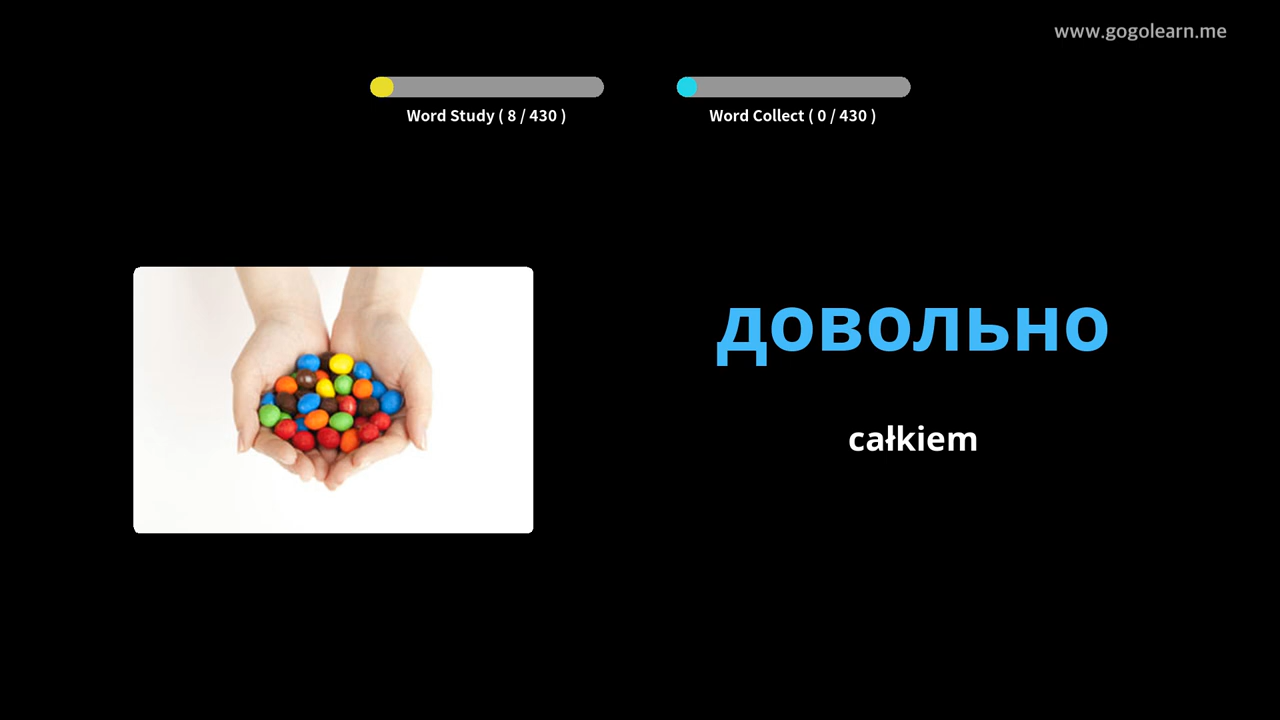 www.gogolearn.me
Word Study ( 8 / 430 )
Word Collect ( 0 / 430 )
довольно
całkiem